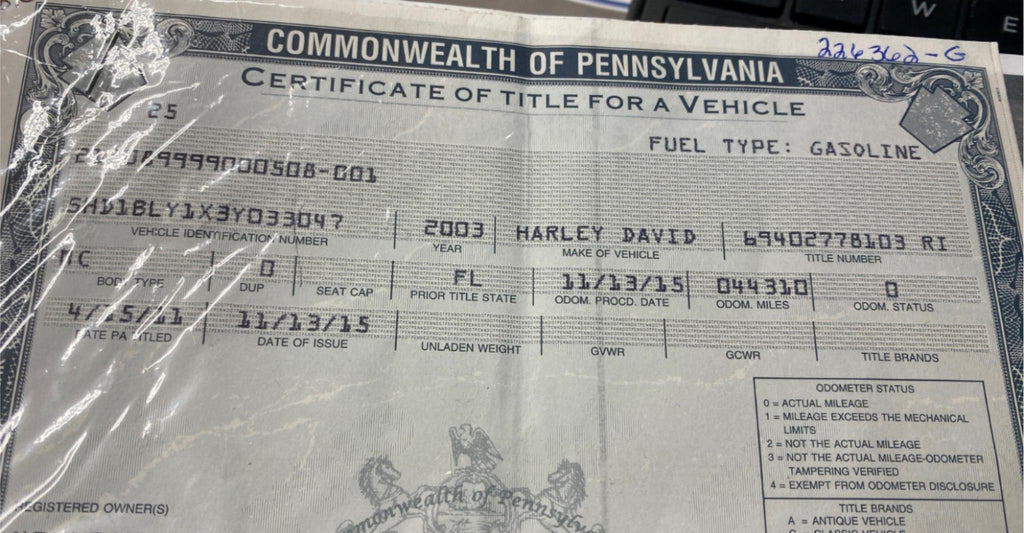 W E
226362-G
COMMONWEALTH OF PENNSYLVANIA
CERTIFICATE OF TITLE FOR A VEHICLE
25
FUEL TYPE: GASOLINE
9999000508-001
5HD1BLY1X3Y033047 2003 HARLEY DAVID 69402778103 RI
VEHICLE IDENTIFICATION NUMBER YEAR MAKE OF VEHICLE TITLE NUMBER
MC 0 FL 11/13/15 044310 0
BODY TYPE DUP SEAT CAP PRIOR TITLE STATE ODOM. PROCD. DATE ODOM. MILES ODOM. STATUS
11/13/15
DATE PA TITLED DATE OF ISSUE UNLADEN WEIGHT GVWR GCWR TITLE BRANDS
ODOMETER STATUS
0 = ACTUAL MILEAGE
1 = MILEAGE EXCEEDS THE MECHANICAL
LIMITS
2 = NOT THE ACTUAL MILEAGE
3 = NOT THE ACTUAL MILEAGE-ODOMETER
TAMPERING VERIFIED
4 = EXEMPT FROM ODOMETER DISCLOSURE
Commonwealth of Pennsylv
REGISTERED OWNER(S)
TITLE BRANDS
A = ANTIQUE VEHICLE